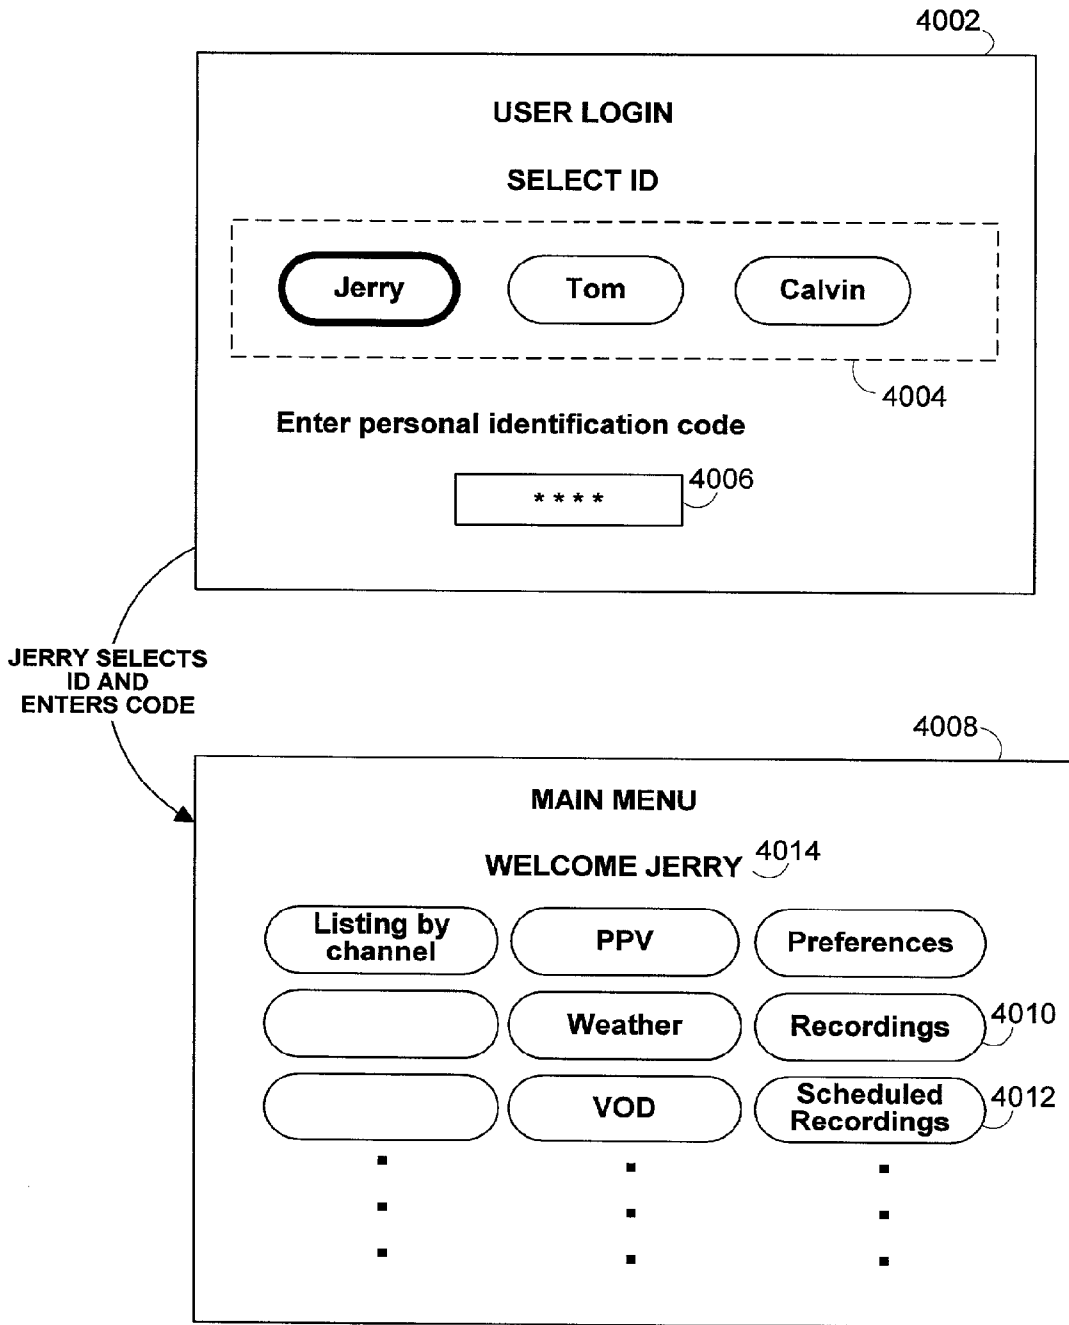 4002
USER LOGIN
SELECT ID
Jerry
Tom
Calvin
4004
Enter personal identification code
4006
* * * *
JERRY SELECTS
ID AND
ENTERS CODE
4008
MAIN MENU
WELCOME JERRY 4014
Listing by
channel
PPV
Preferences
Weather
Recordings
4010
VOD
Scheduled
Recordings
4012